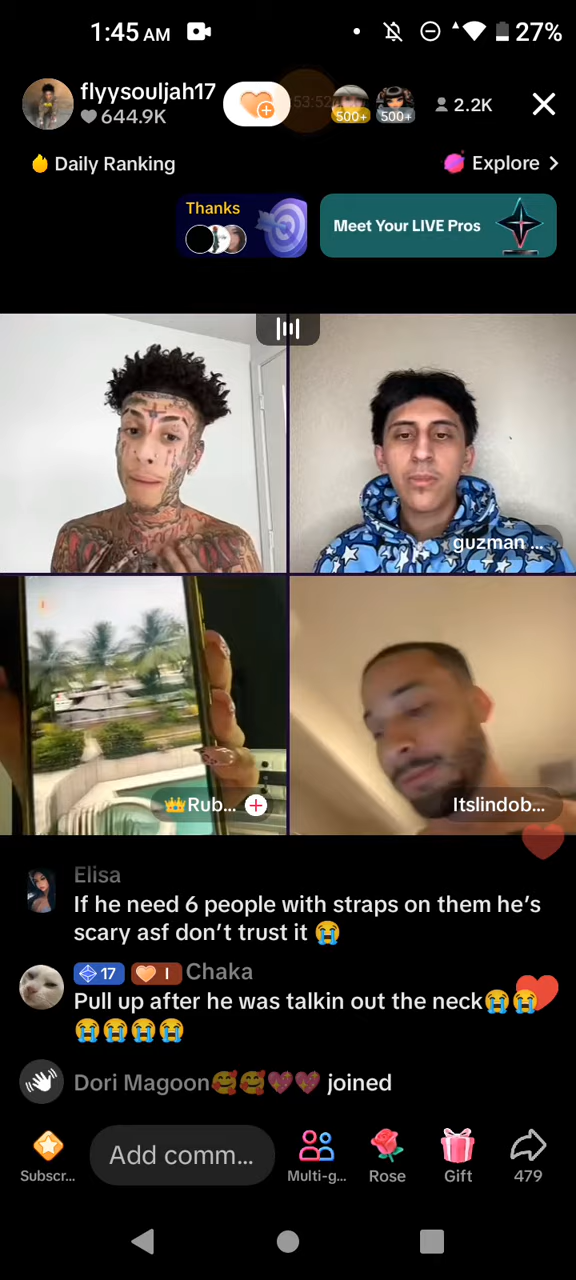 1:45 AM
27%
flyysouljah17
644.9K
53:52
500+
500+
2.2K
Daily Ranking
Explore >
Thanks
Meet Your LIVE Pros
guzman ...
👑Rub...
Itslindob...
Elisa
If he need 6 people with straps on them he's
scary asf don't trust it 😭
17
I
Chaka
Pull up after he was talkin out the neck😭😭
😭😭😭😭
Dori Magoon🥰🥰💖💖 joined
Add comm...
Subscr...
Multi-g...
Rose
Gift
479